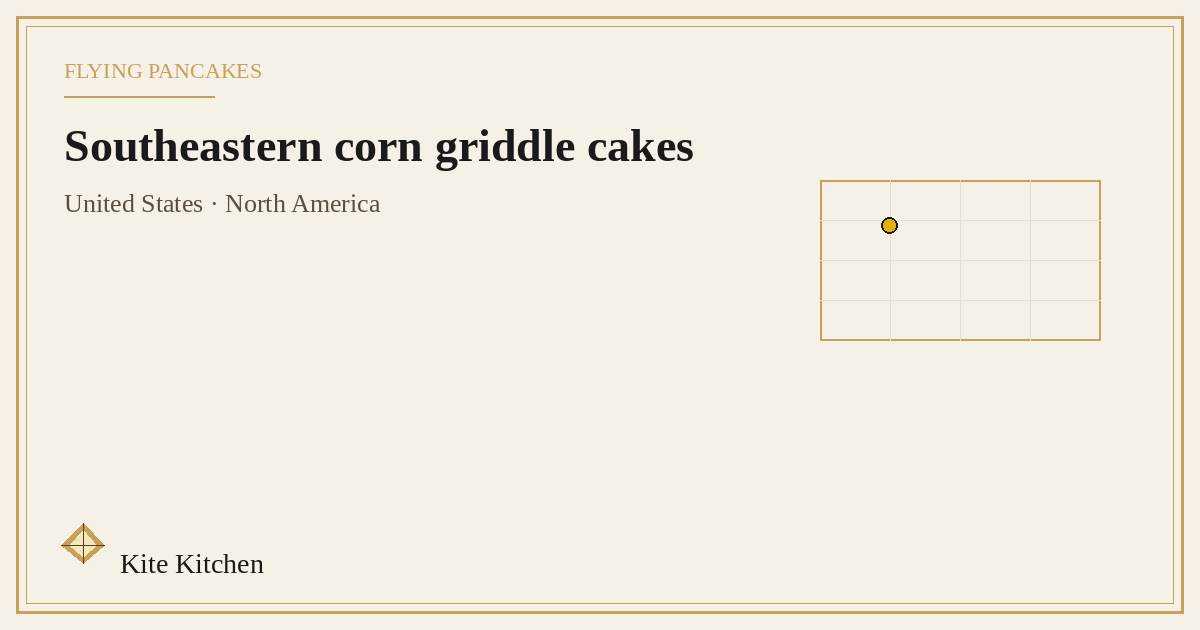 FLYING PANCAKES
Southeastern corn griddle cakes
United States · North America
Kite Kitchen